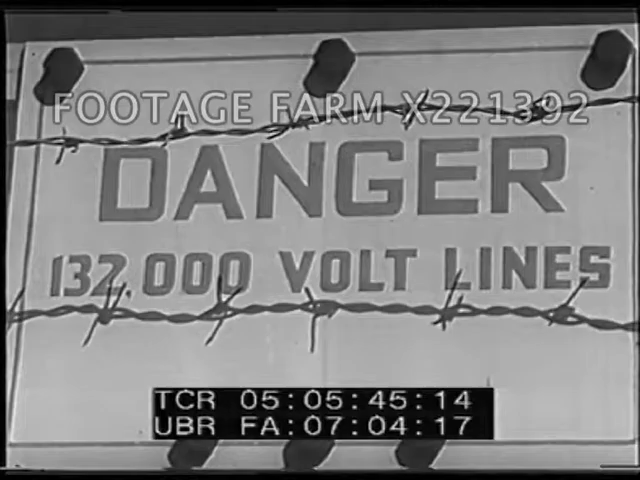 FOOTAGE FARM X221392
DANGER
132,000 VOLT LINES
TCR 05:05:45:14
UBR FA:07:04:17